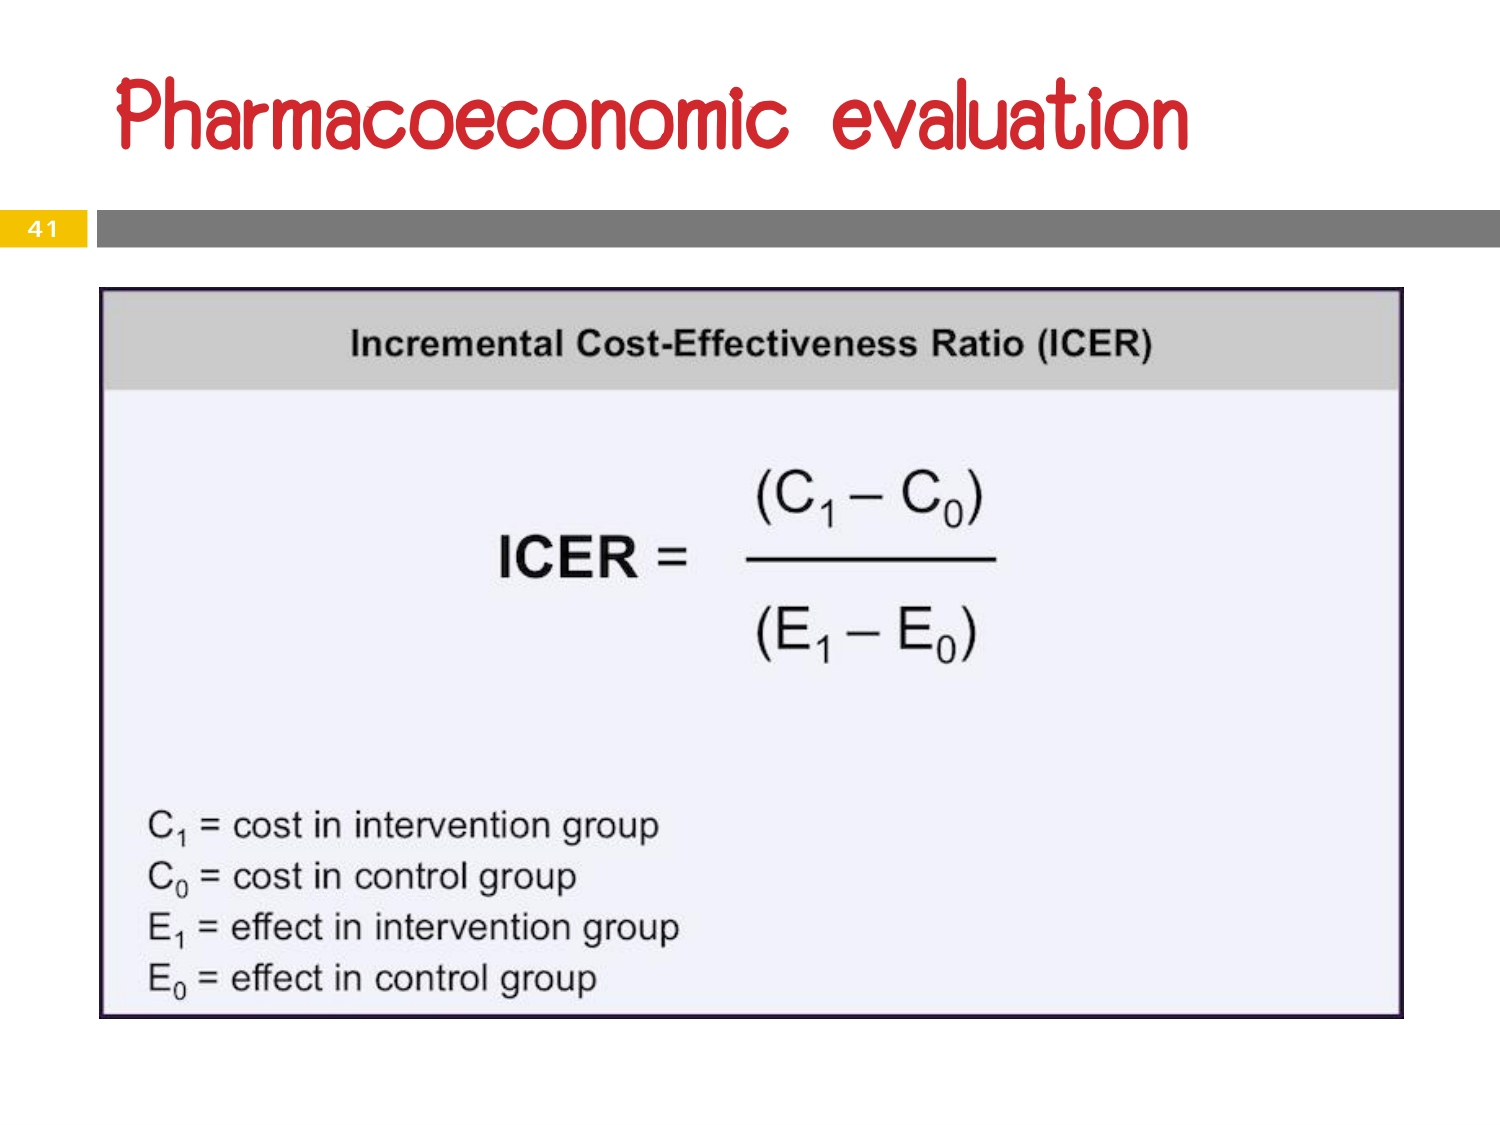 Pharmacoeconomic evaluation
41
Incremental Cost-Effectiveness Ratio (ICER)
(C₁ – C₀)
ICER =
(E₁ – E₀)
C₁ = cost in intervention group
C₀ = cost in control group
E₁ = effect in intervention group
E₀ = effect in control group